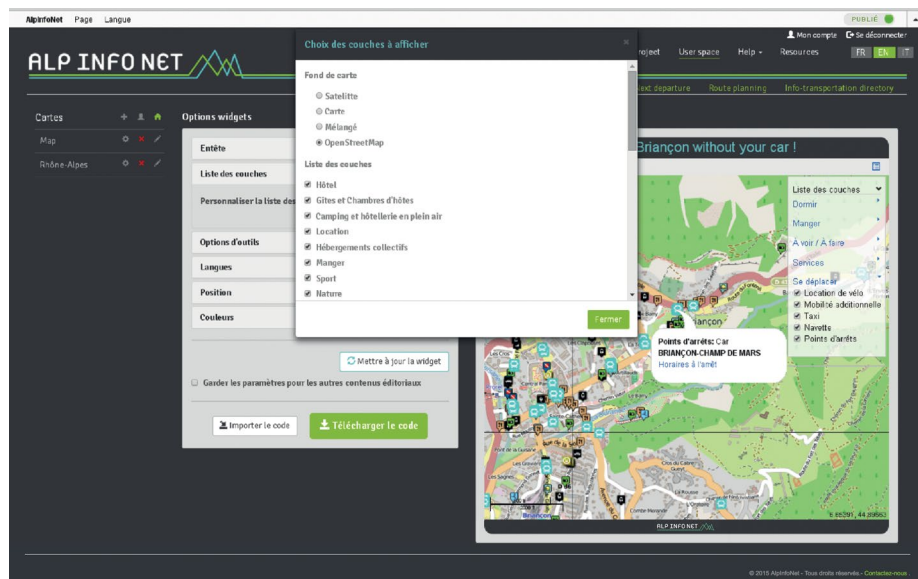 AlpinfoNet Page Langue
PUBLIÉ
Mon compte Se déconnecter
ALP INFO NET
roject User space Help Resources FR EN IT
ext departure Route planning Info-transportation directory
Cartes
Map
Rhône-Alpes
Options widgets
Entête
Liste des couches
Personnaliser la liste des
Options d'outils
Langues
Position
Couleurs
Mettre à jour la widget
Garder les paramètres pour les autres contenus éditoriaux
Importer le code
Télécharger le code
Choix des couches à afficher
Fond de carte
Satelitte
Carte
Mélangé
OpenStreetMap
Liste des couches
Hôtel
Gîtes et Chambres d'hôtes
Camping et hôtellerie en plein air
Location
Hébergements collectifs
Manger
Sport
Nature
Fermer
Briançon without your car !
Liste des couches
Dormir
Manger
À voir / À faire
Services
Se déplacer
Location de vélo
Mobilité additionnelle
Taxi
Navette
Points d'arrêts
iançon
Points d'arrêts: Car
BRIANÇON-CHAMP DE MARS
Horaires à l'arrêt
Briançon
ALP INFO NET
© 2015 AlpinfoNet - Tous droits réservés - Contactez-nous